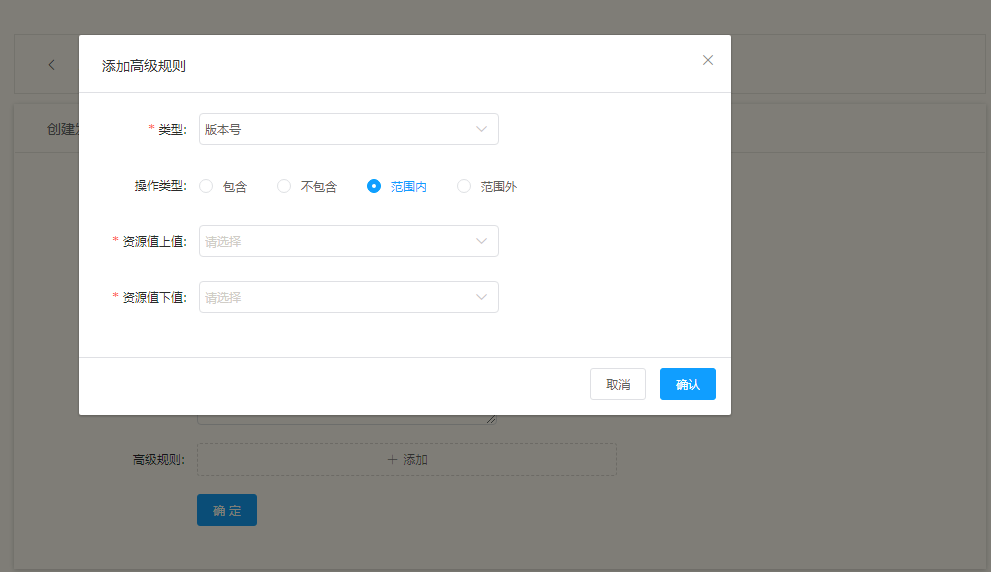 添加高级规则
创建
* 类型: 版本号
操作类型: 包含 不包含 范围内 范围外
* 资源值上值: 请选择
* 资源值下值: 请选择
取消 确认
高级规则: + 添加
确 定